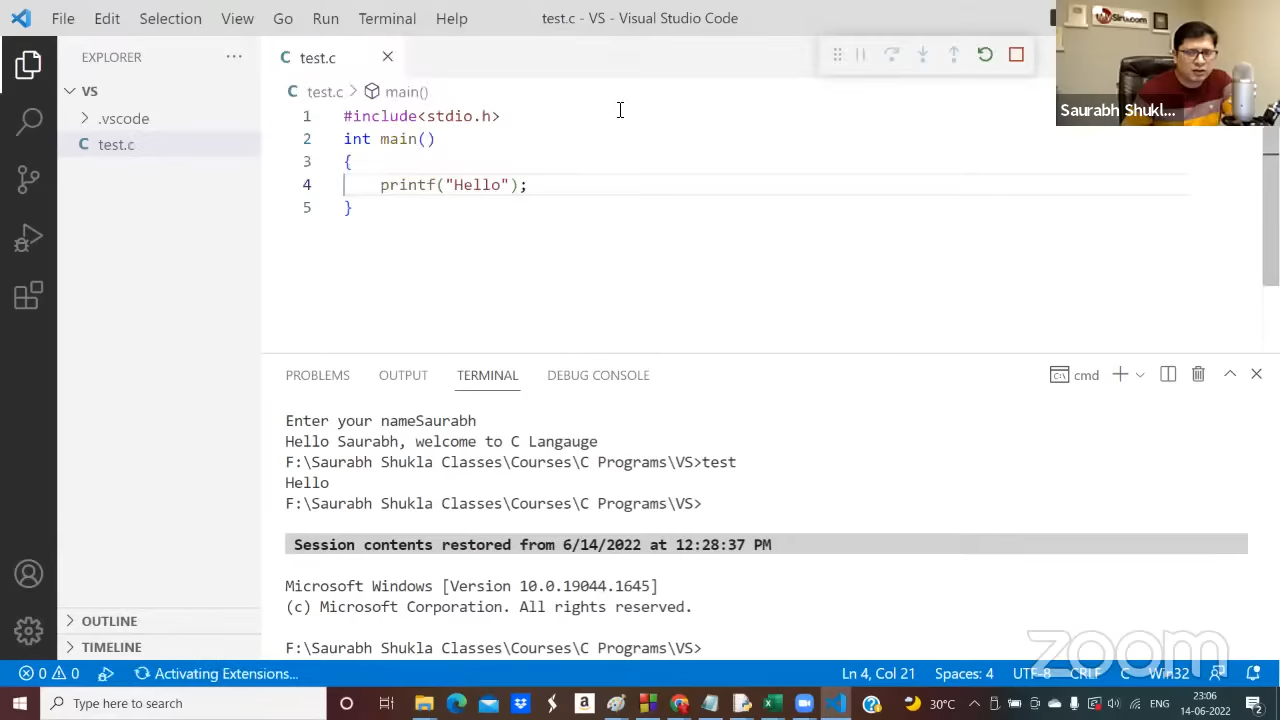 File Edit Selection View Go Run Terminal Help
test.c - VS - Visual Studio Code
MySirG.com
Saurabh Shukl...
EXPLORER
VS
.vscode
test.c
OUTLINE
TIMELINE
test.c
test.c main()
1 #include<stdio.h>
2 int main()
3 {
4 printf("Hello");
5 }
PROBLEMS OUTPUT TERMINAL DEBUG CONSOLE
cmd
Enter your nameSaurabh
Hello Saurabh, welcome to C Langauge
F:\Saurabh Shukla Classes\Courses\C Programs\VS>test
Hello
F:\Saurabh Shukla Classes\Courses\C Programs\VS>
Session contents restored from 6/14/2022 at 12:28:37 PM
Microsoft Windows [Version 10.0.19044.1645]
(c) Microsoft Corporation. All rights reserved.
F:\Saurabh Shukla Classes\Courses\C Programs\VS>
zoom
0 0 Activating Extensions... Ln 4, Col 21 Spaces: 4 UTF-8 CRLF C Win32
Type here to search
30°C
23:06
14-06-2022
2